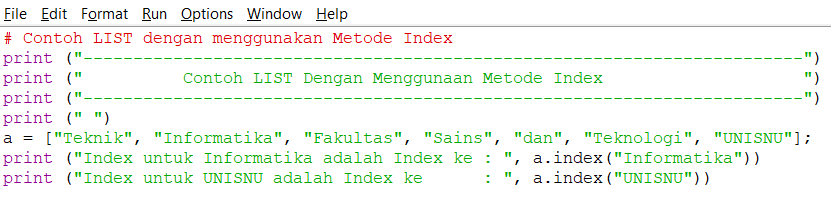 File Edit Format Run Options Window Help
# Contoh LIST dengan menggunakan Metode Index
print ("------------------------------------------------------------------------")
print ("          Contoh LIST Dengan Menggunaan Metode Index                    ")
print ("------------------------------------------------------------------------")
print (" ")
a = ["Teknik", "Informatika", "Fakultas", "Sains", "dan", "Teknologi", "UNISNU"];
print ("Index untuk Informatika adalah Index ke : ", a.index("Informatika"))
print ("Index untuk UNISNU adalah Index ke      : ", a.index("UNISNU"))